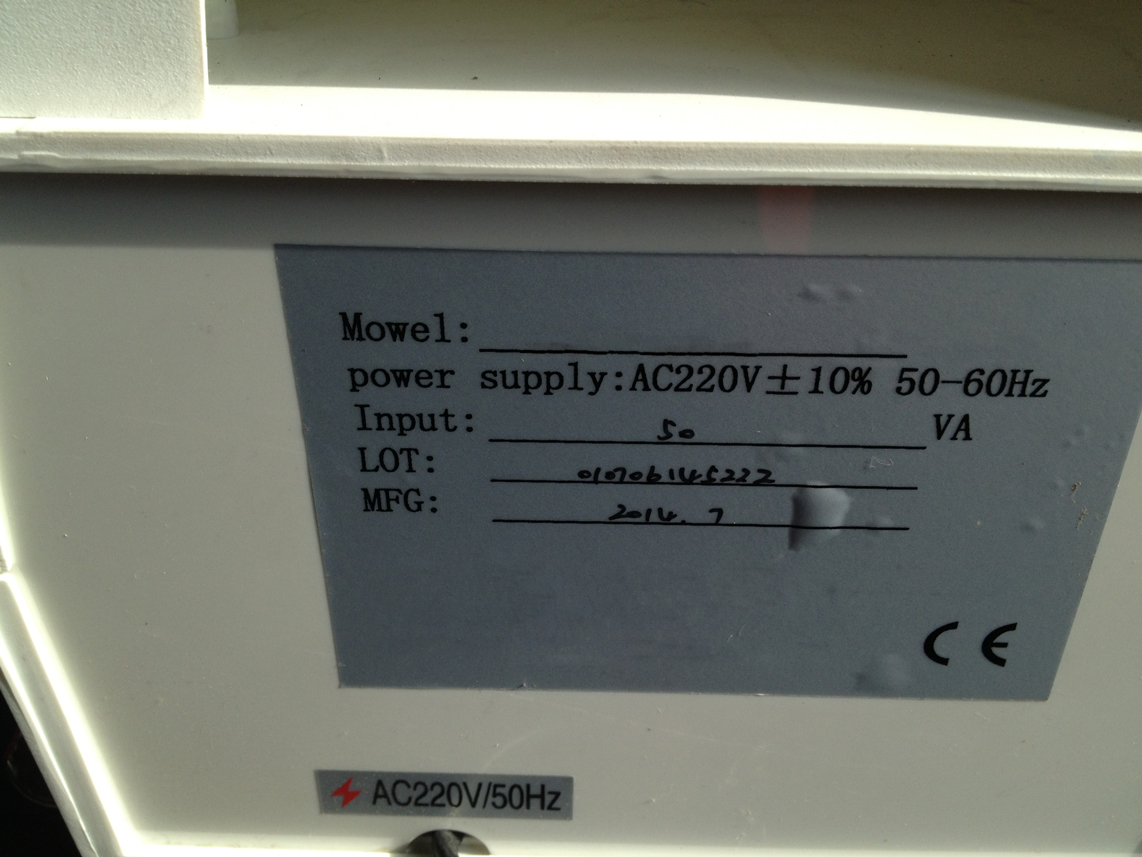 Mowel:
power supply:AC220V±10% 50-60Hz
Input: 50 VA
LOT: 010706145222
MFG: 2014.7
CE
AC220V/50Hz